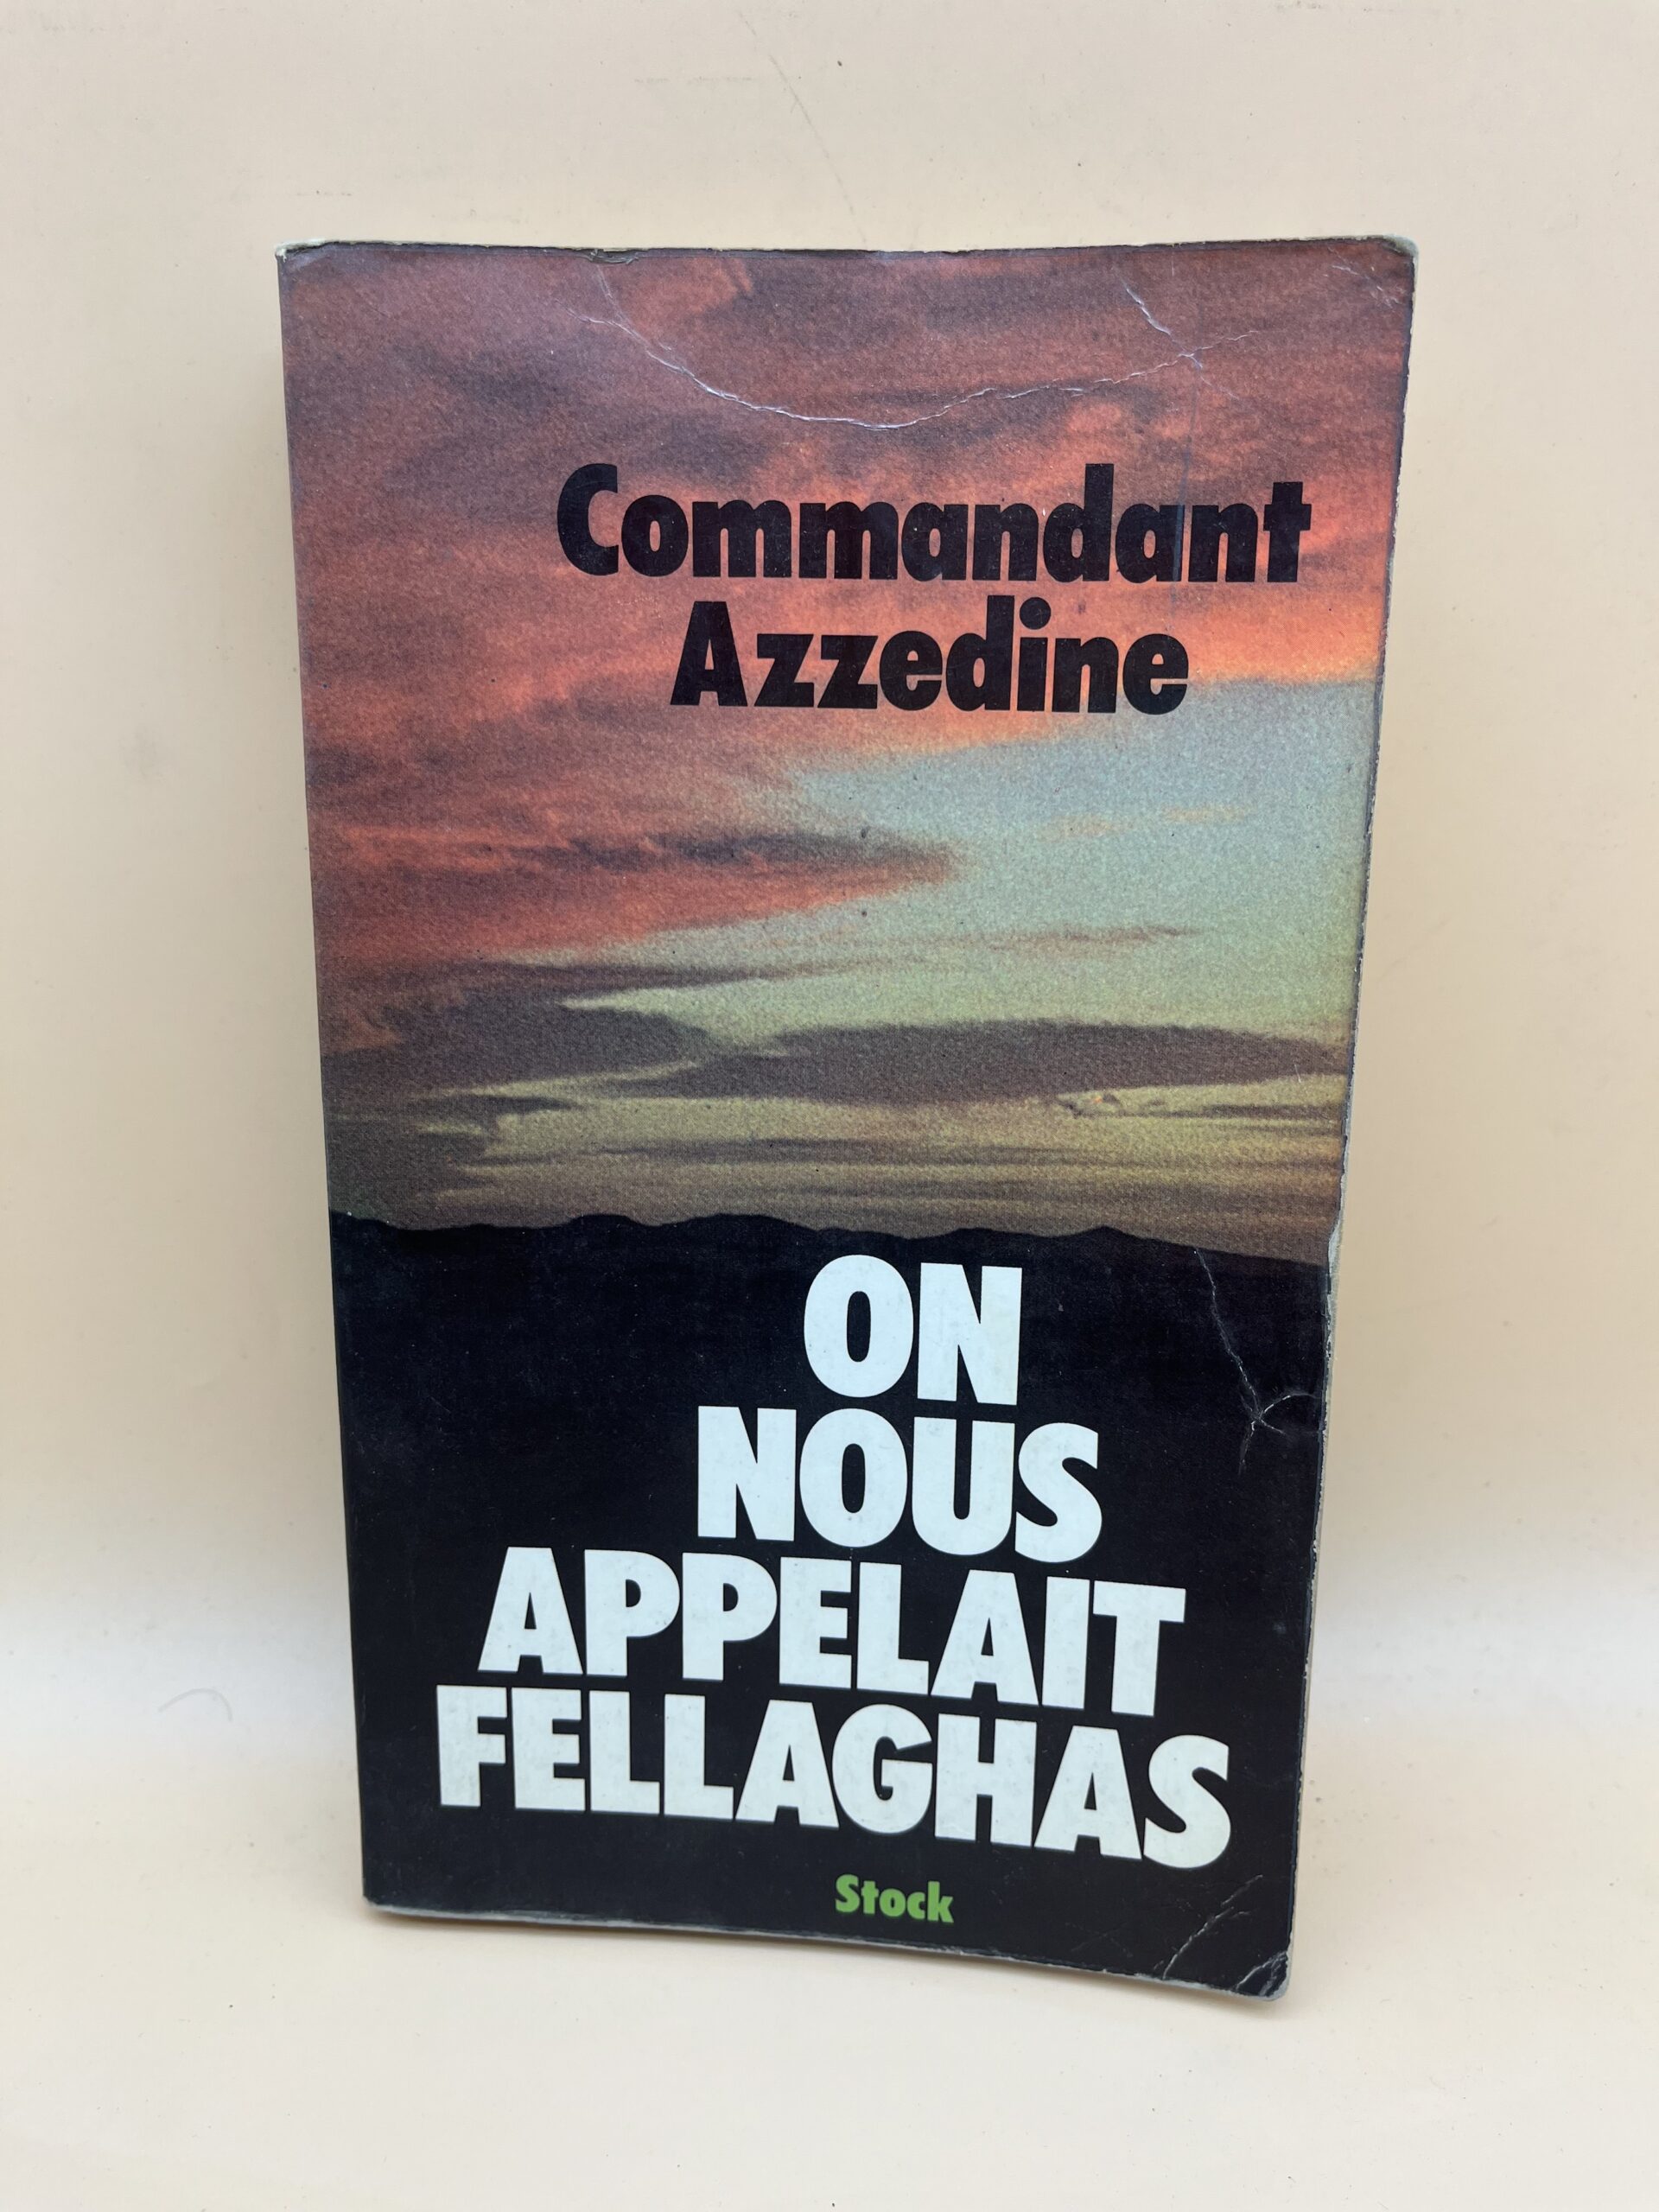 Commandant
Azzedine
ON
NOUS
APPELAIT
FELLAGHAS
Stock